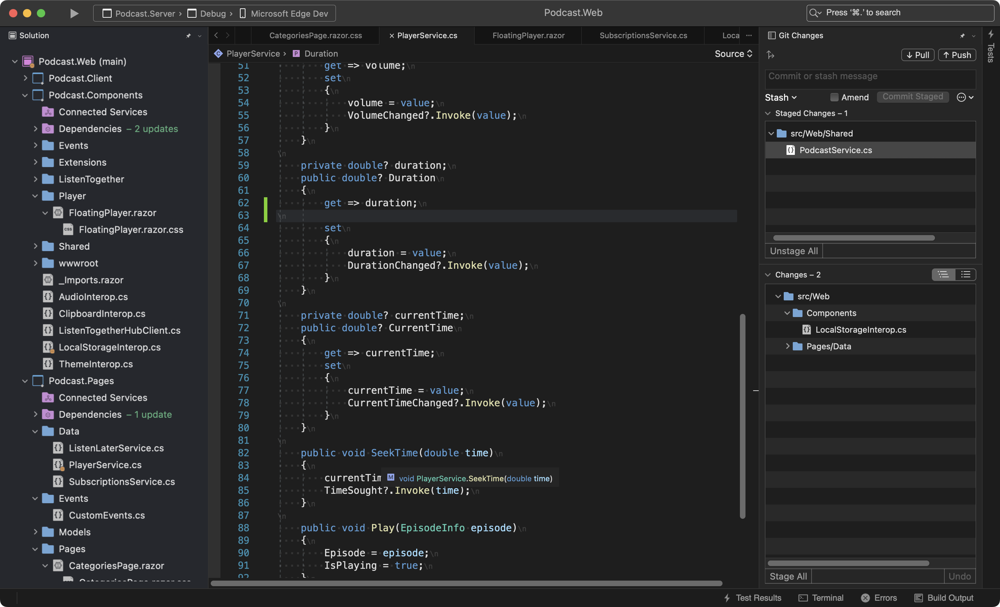 Podcast.Server › Debug › Microsoft Edge Dev
Podcast.Web
Press ‘⌘.’ to search
Solution
Podcast.Web (main)
Podcast.Client
Podcast.Components
Connected Services
Dependencies – 2 updates
Events
Extensions
ListenTogether
Player
FloatingPlayer.razor
css FloatingPlayer.razor.css
Shared
wwwroot
_Imports.razor
{} AudioInterop.cs
{} ClipboardInterop.cs
{} ListenTogetherHubClient.cs
{} LocalStorageInterop.cs
{} ThemeInterop.cs
Podcast.Pages
Connected Services
Dependencies – 1 update
Data
{} ListenLaterService.cs
{} PlayerService.cs
{} SubscriptionsService.cs
Events
{} CustomEvents.cs
Models
Pages
CategoriesPage.razor
CategoriesPage.razor.css
CategoriesPage.razor.css
× PlayerService.cs
FloatingPlayer.razor
SubscriptionsService.cs
Loca ···
C PlayerService › P Duration
Source
51 get => volume;\n
52 set\n
53 {\n
54 volume = value;\n
55 VolumeChanged?.Invoke(value);\n
56 }\n
57 }\n
58 \n
59 private double? duration;\n
60 public double? Duration\n
61 {\n
62 get => duration;\n
63 \n
64 set\n
65 {\n
66 duration = value;\n
67 DurationChanged?.Invoke(value);\n
68 }\n
69 }\n
70 \n
71 private double? currentTime;\n
72 public double? CurrentTime\n
73 {\n
74 get => currentTime;\n
75 set\n
76 {\n
77 currentTime = value;\n
78 CurrentTimeChanged?.Invoke(value);\n
79 }\n
80 }\n
81 \n
82 public void SeekTime(double time)\n
83 {\n
84 currentTim
M void PlayerService.SeekTime(double time)
85 TimeSought?.Invoke(time);\n
86 }\n
87 \n
88 public void Play(EpisodeInfo episode)\n
89 {\n
90 Episode = episode;\n
91 IsPlaying = true;\n
92 }
Git Changes
↓ Pull
↑ Push
Commit or stash message
Stash
Amend
Commit Staged
Staged Changes – 1
src/Web/Shared
{} PodcastService.cs
Unstage All
Changes – 2
src/Web
Components
{} LocalStorageInterop.cs
Pages/Data
Stage All
Undo
Tests
Test Results
Terminal
Errors
Build Output